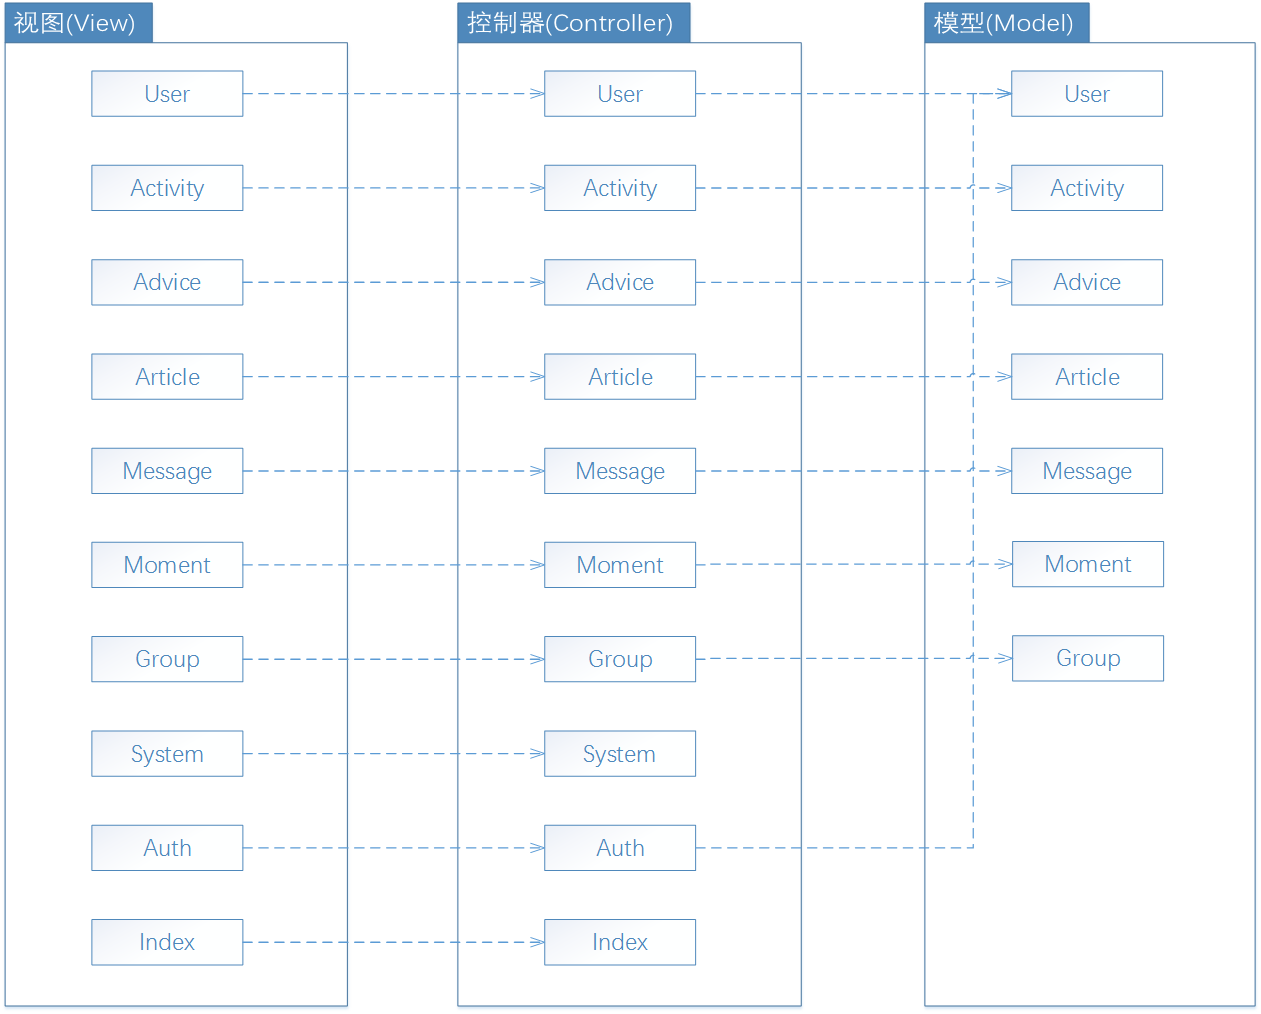 视图(View)
控制器(Controller)
模型(Model)
User
User
User
Activity
Activity
Activity
Advice
Advice
Advice
Article
Article
Article
Message
Message
Message
Moment
Moment
Moment
Group
Group
Group
System
System
Auth
Auth
Index
Index